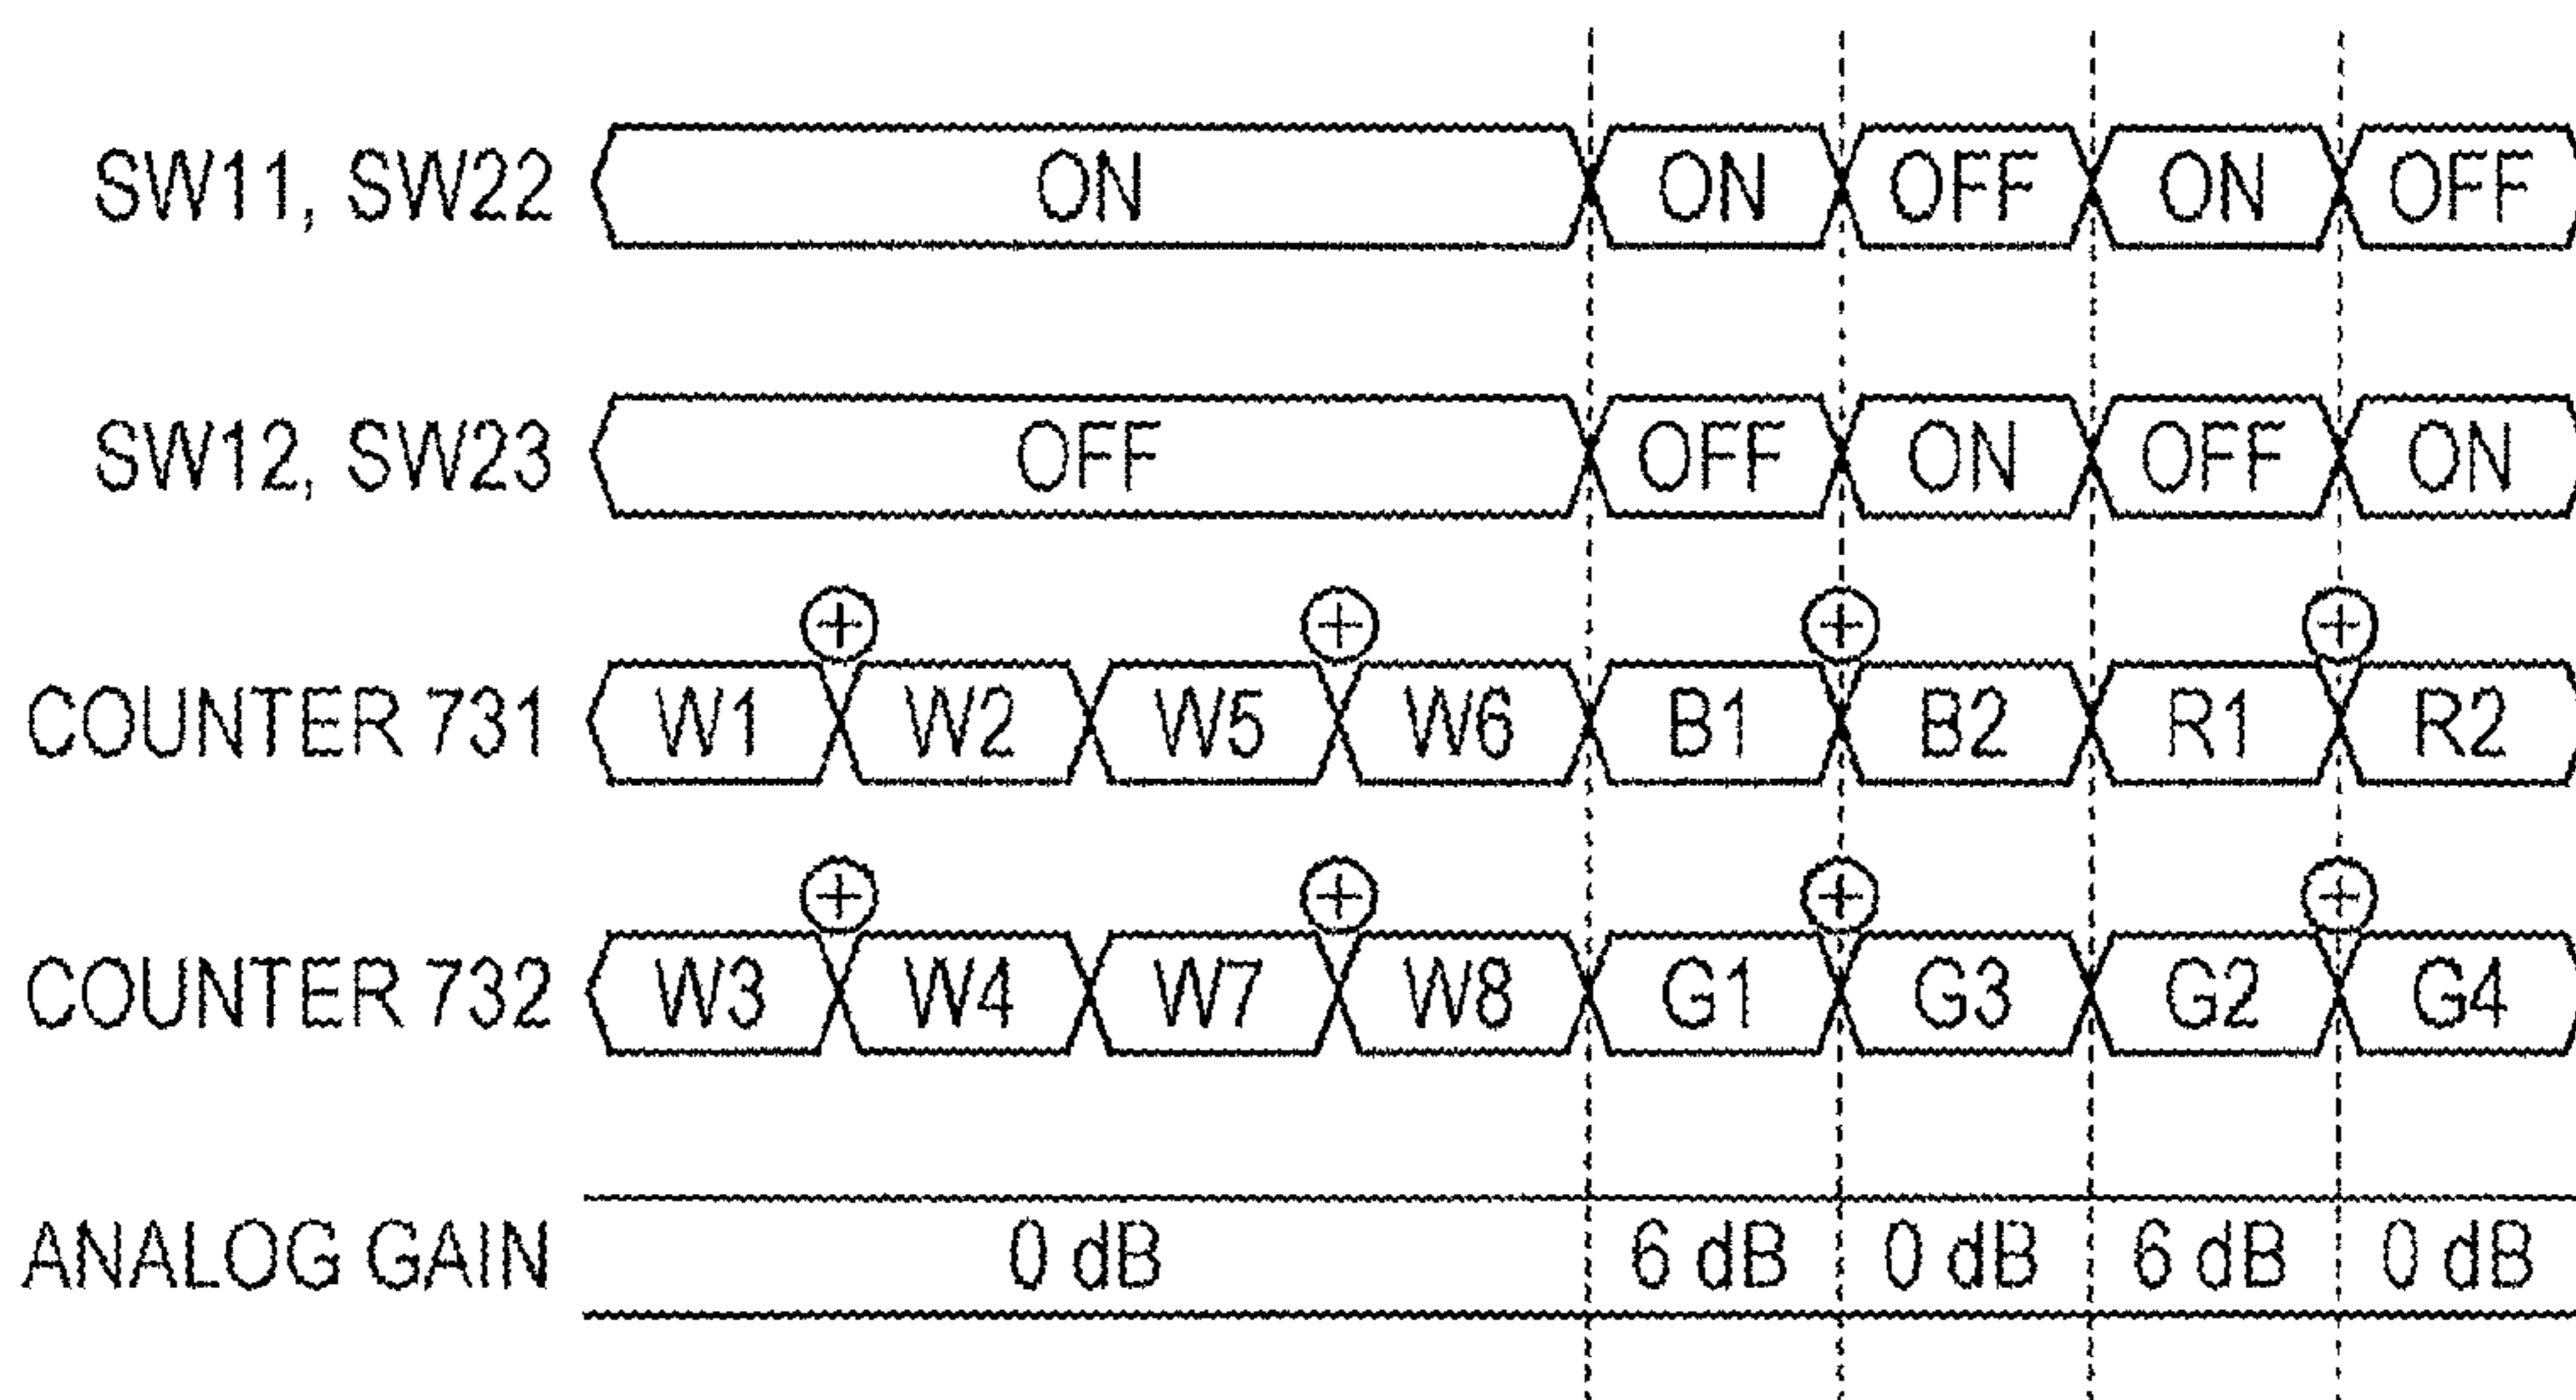 SW11, SW22 ON ON OFF ON OFF
SW12, SW23 OFF OFF ON OFF ON
+ + + +
COUNTER 731 W1 W2 W5 W6 B1 B2 R1 R2
+ + + +
COUNTER 732 W3 W4 W7 W8 G1 G3 G2 G4
ANALOG GAIN 0 dB 6 dB 0 dB 6 dB 0 dB